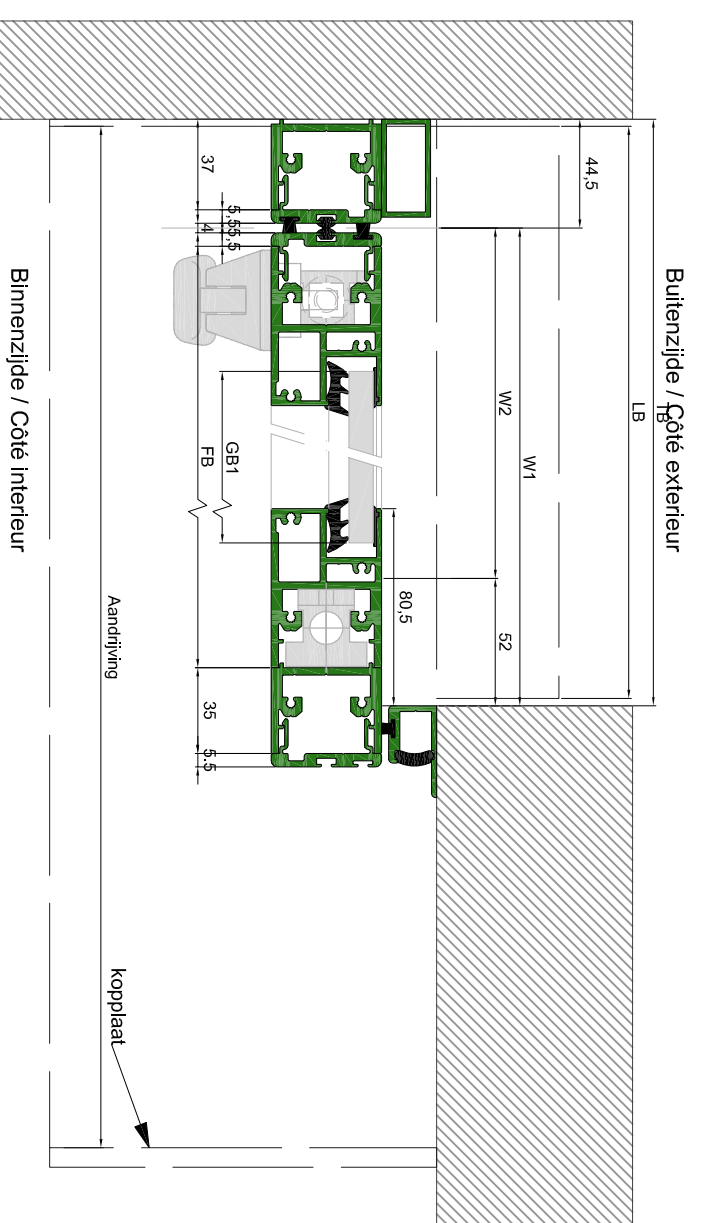 Buitenzijde / Côté exterieur
TB
LB
44,5
W1
W2
52
80,5
37
5,5
4
5,5
GB1
FB
35
5.5
Aandrijving
kopplaat
Binnenzijde / Côté interieur